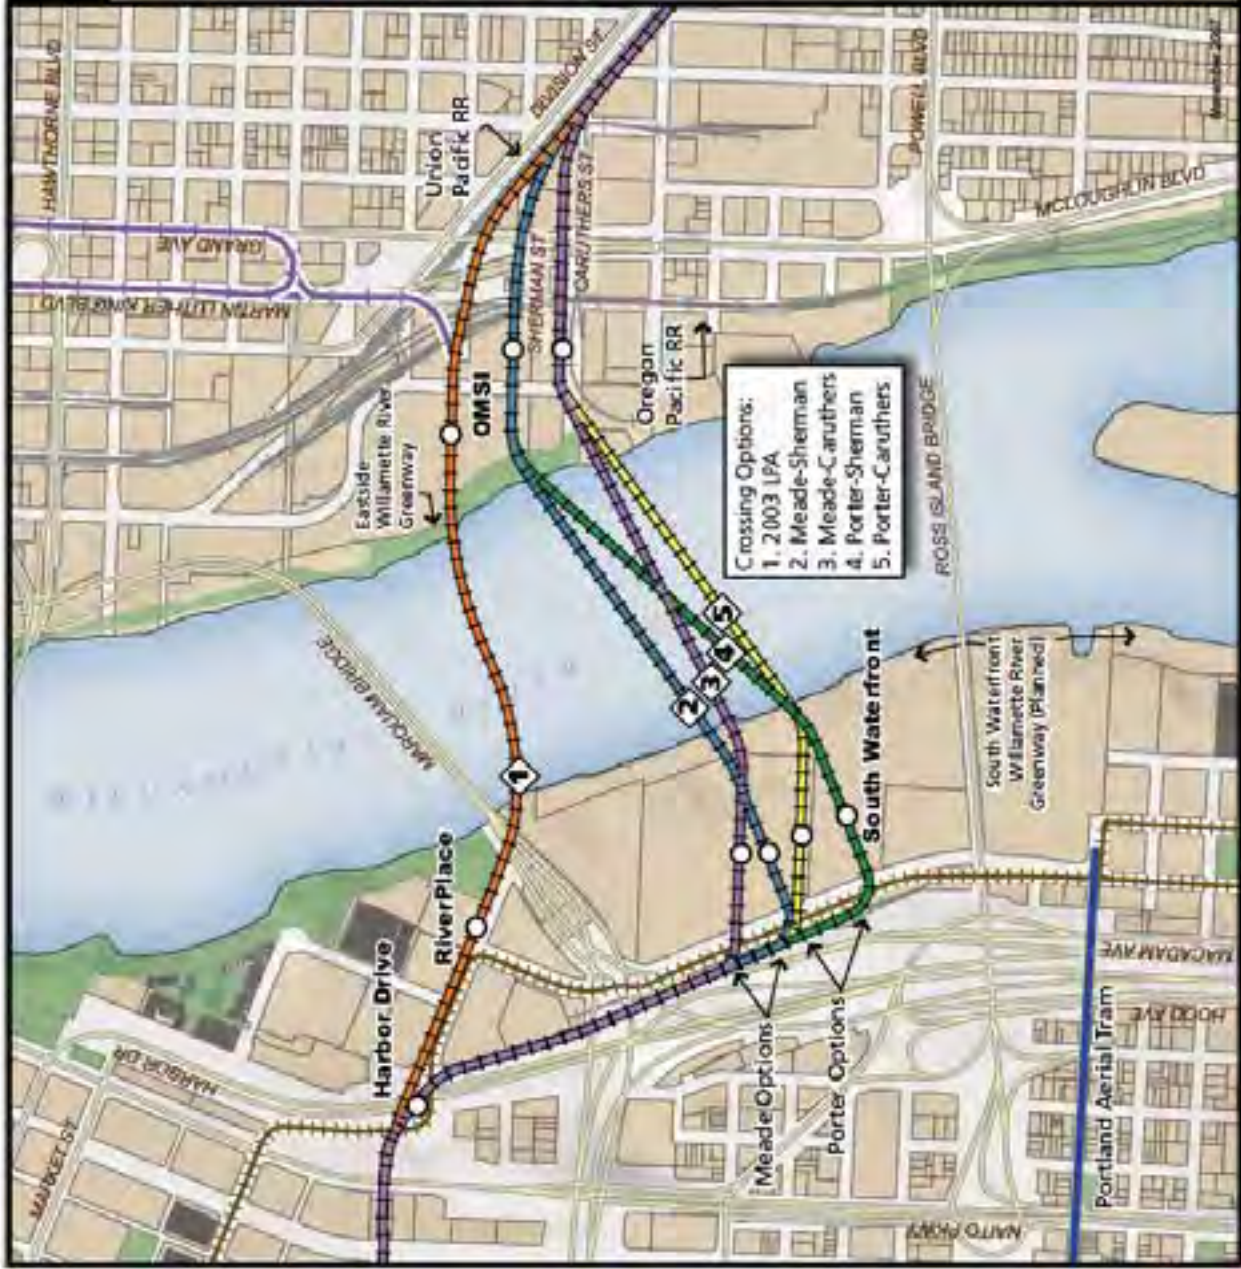 MARKET ST
HARBOR DR
Harbor Drive
RiverPlace
MARQUAM BRIDGE
HAWTHORNE BLVD
GRAND AVE
MARTIN LUTHER KING BLVD
Union
Pacific RR
DIVISION ST
Eastside
Willamette River
Greenway
OMSI
SHERMAN ST
CARUTHERS ST
Oregon
Pacific RR
POWELL BLVD
MCLOUGHLIN BLVD
November 2007
Crossing Options:
1. 2003 LPA
2. Meade-Sherman
3. Meade-Caruthers
4. Porter-Sherman
5. Porter-Caruthers
1
2
3
4
5
ROSS ISLAND BRIDGE
South Waterfront
South Waterfront
Willamette River
Greenway (Planned)
Meade Options
Porter Options
Portland Aerial Tram
MACADAM AVE
HOOD AVE
NAITO PKWY